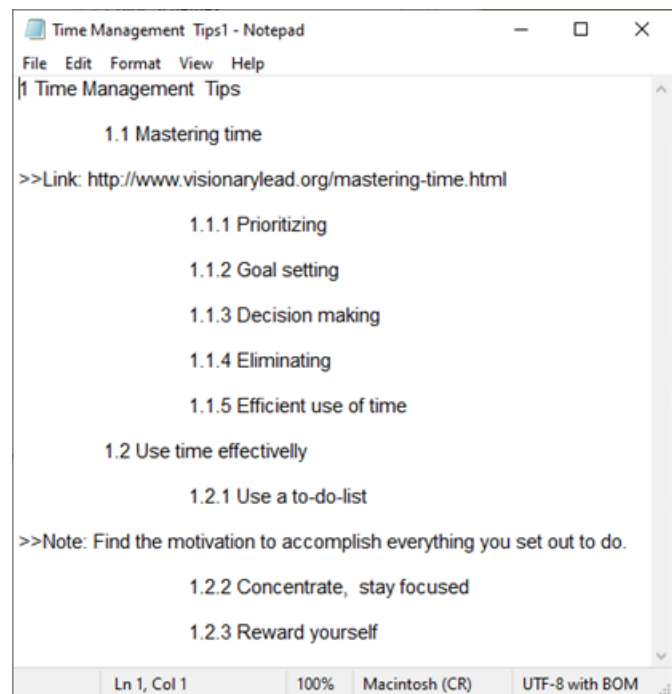 Time Management  Tips1 - Notepad
File Edit Format View Help
1 Time Management  Tips
1.1 Mastering time
>>Link: http://www.visionarylead.org/mastering-time.html
1.1.1 Prioritizing
1.1.2 Goal setting
1.1.3 Decision making
1.1.4 Eliminating
1.1.5 Efficient use of time
1.2 Use time effectivelly
1.2.1 Use a to-do-list
>>Note: Find the motivation to accomplish everything you set out to do.
1.2.2 Concentrate,  stay focused
1.2.3 Reward yourself
Ln 1, Col 1 100% Macintosh (CR) UTF-8 with BOM